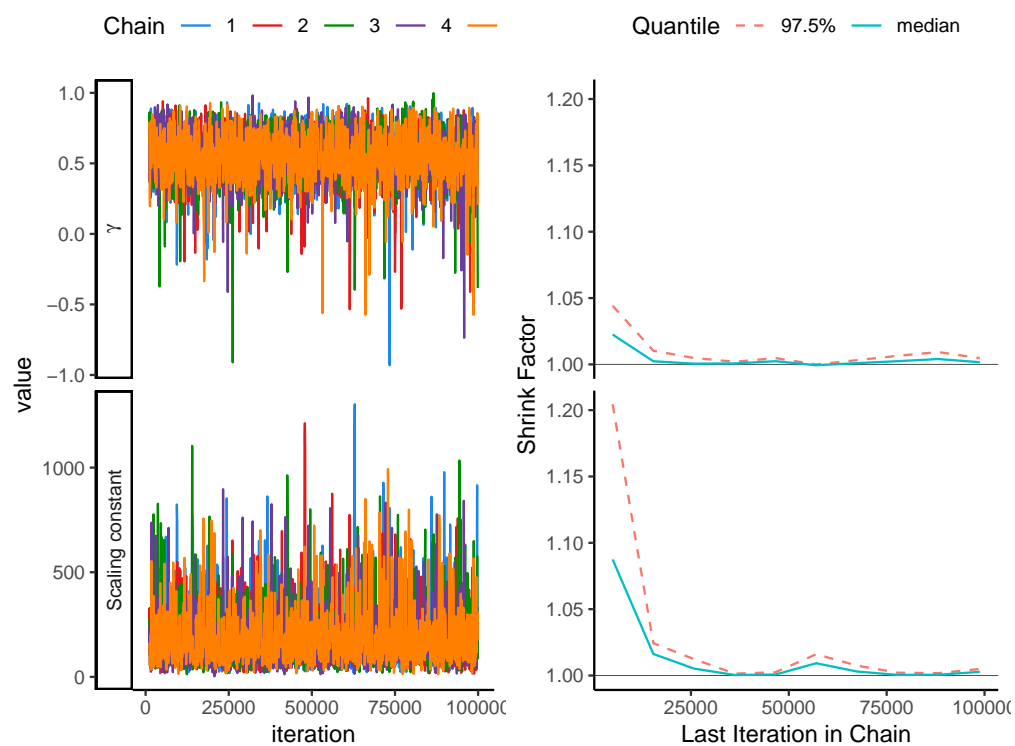 Chain 1 2 3 4
Quantile 97.5% median
1.0
0.5
0.0
−0.5
−1.0
γ
value
1000
500
0
Scaling constant
0 25000 50000 75000 100000
iteration
1.20
1.15
1.10
1.05
1.00
Shrink Factor
1.20
1.15
1.10
1.05
1.00
25000 50000 75000 100000
Last Iteration in Chain